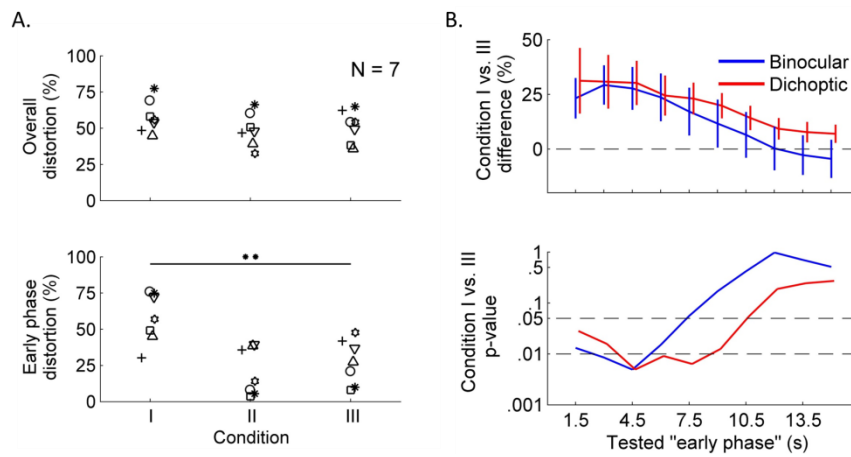 A.
Overall
distortion (%)
100
75
50
25
0
N = 7
Early phase
distortion (%)
100
75
50
25
0
**
I
II
III
Condition
B.
Condition I vs. III
difference (%)
50
25
0
Binocular
Dichoptic
Condition I vs. III
p-value
1
.5
.1
.05
.01
.001
1.5
4.5
7.5
10.5
13.5
Tested "early phase" (s)